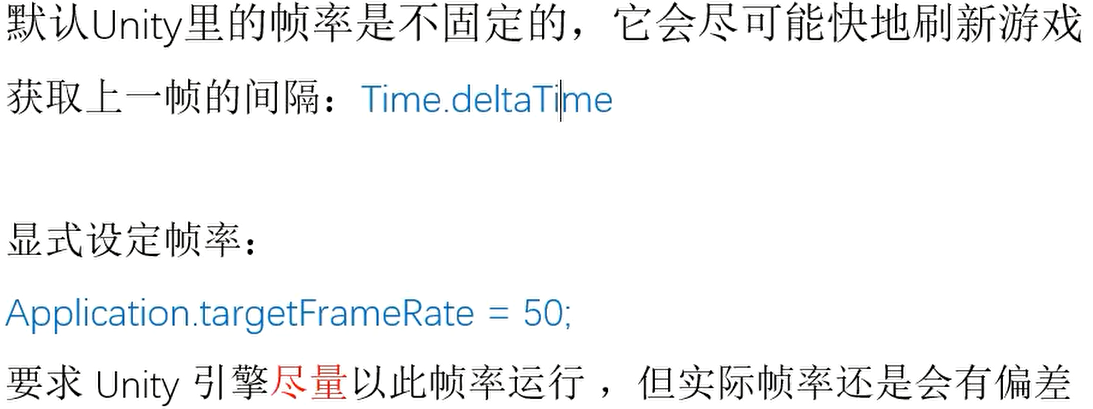 默认Unity里的帧率是不固定的，它会尽可能快地刷新游戏
获取上一帧的间隔：Time.deltaTime
显式设定帧率：
Application.targetFrameRate = 50;
要求 Unity 引擎尽量以此帧率运行 ，但实际帧率还是会有偏差